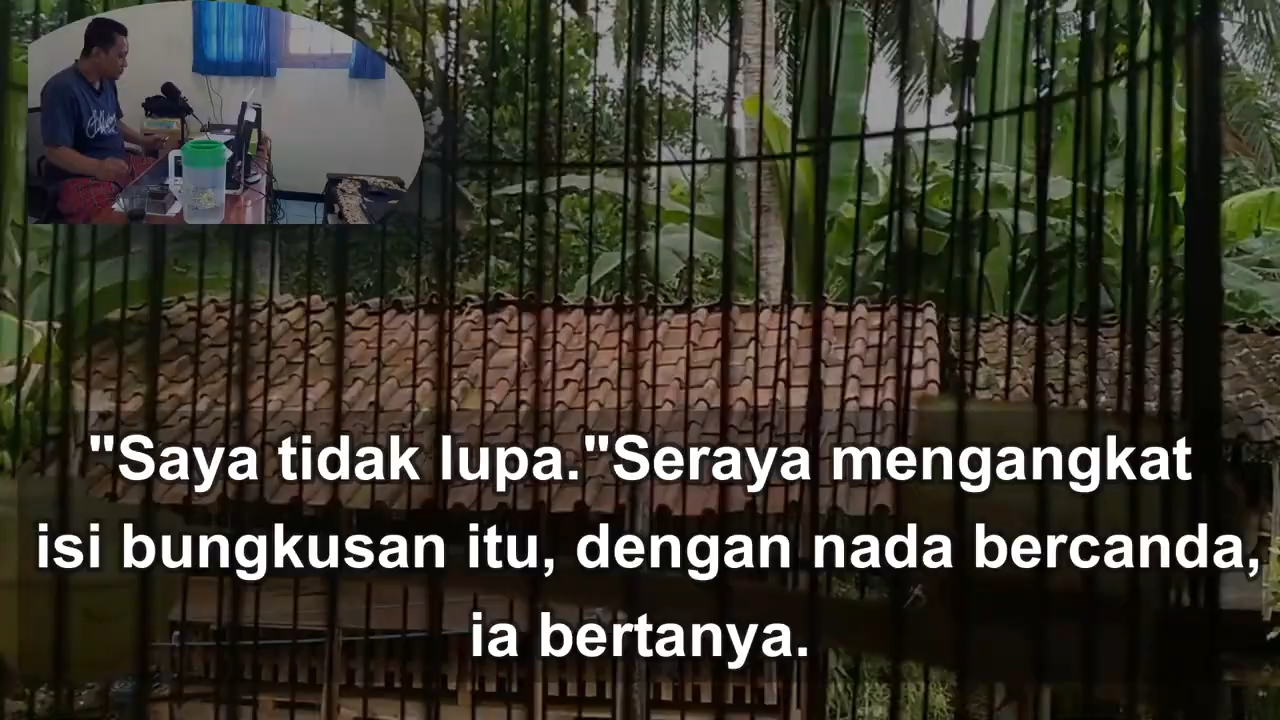 "Saya tidak lupa."Seraya mengangkat
isi bungkusan itu, dengan nada bercanda,
ia bertanya.